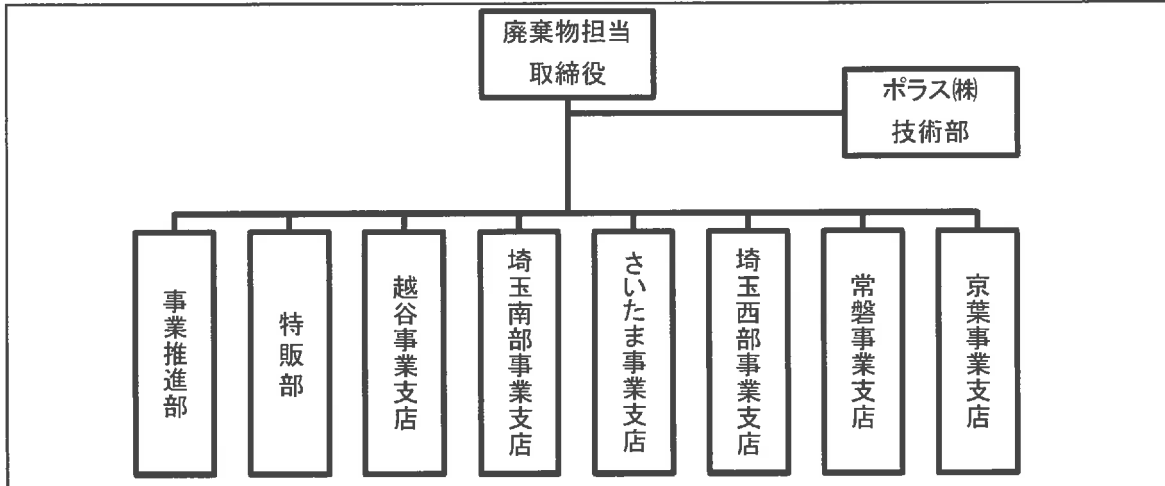 廃棄物担当
取締役
ポラス㈱
技術部
事業推進部
特販部
越谷事業支店
埼玉南部事業支店
さいたま事業支店
埼玉西部事業支店
常磐事業支店
京葉事業支店